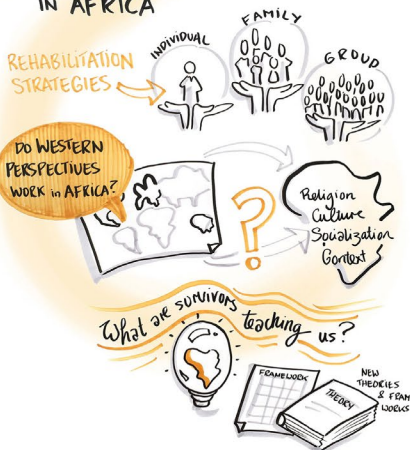 IN AFRICA
REHABILITATION
STRATEGIES
INDIVIDUAL
FAMILY
GROUP
DO WESTERN
PERSPECTIVES
WORK in AFRICA?
?
Religion
Culture
Socialization
Context
What are survivors teaching us?
FRAMEWORK
THEORY
NEW
THEORIES
& FRAM
WORKS